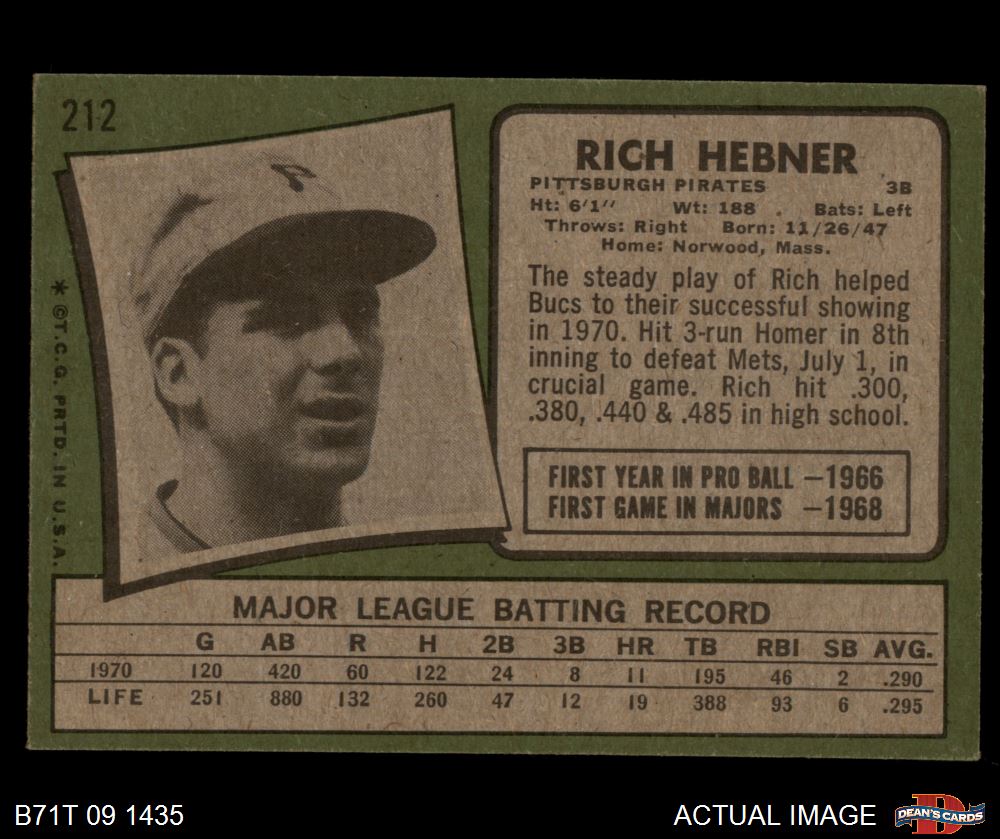 212
P
* ©T.C.G. PRTD. IN U.S.A.
RICH HEBNER
PITTSBURGH PIRATES 3B
Ht: 6'1'' Wt: 188 Bats: Left
Throws: Right Born: 11/26/47
Home: Norwood, Mass.
The steady play of Rich helped
Bucs to their successful showing
in 1970. Hit 3-run Homer in 8th
inning to defeat Mets, July 1, in
crucial game. Rich hit .300,
.380, .440 & .485 in high school.
FIRST YEAR IN PRO BALL —1966
FIRST GAME IN MAJORS —1968
MAJOR LEAGUE BATTING RECORD
G AB R H 2B 3B HR TB RBI SB AVG.
1970 120 420 60 122 24 8 11 195 46 2 .290
LIFE 251 880 132 260 47 12 19 388 93 6 .295
B71T 09 1435 ACTUAL IMAGE D DEAN'S CARDS